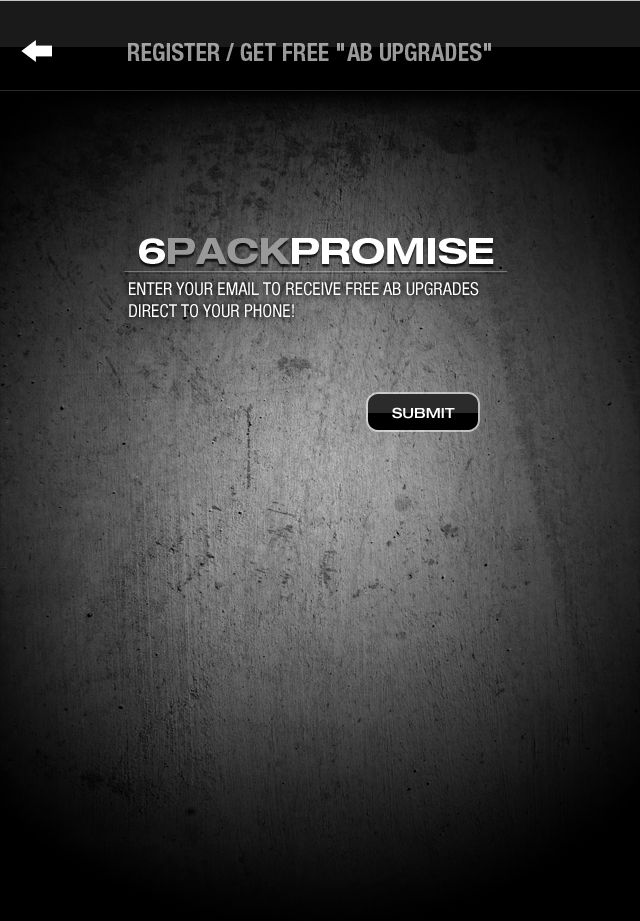 REGISTER / GET FREE "AB UPGRADES"
6PACKPROMISE
ENTER YOUR EMAIL TO RECEIVE FREE AB UPGRADES
DIRECT TO YOUR PHONE!
SUBMIT